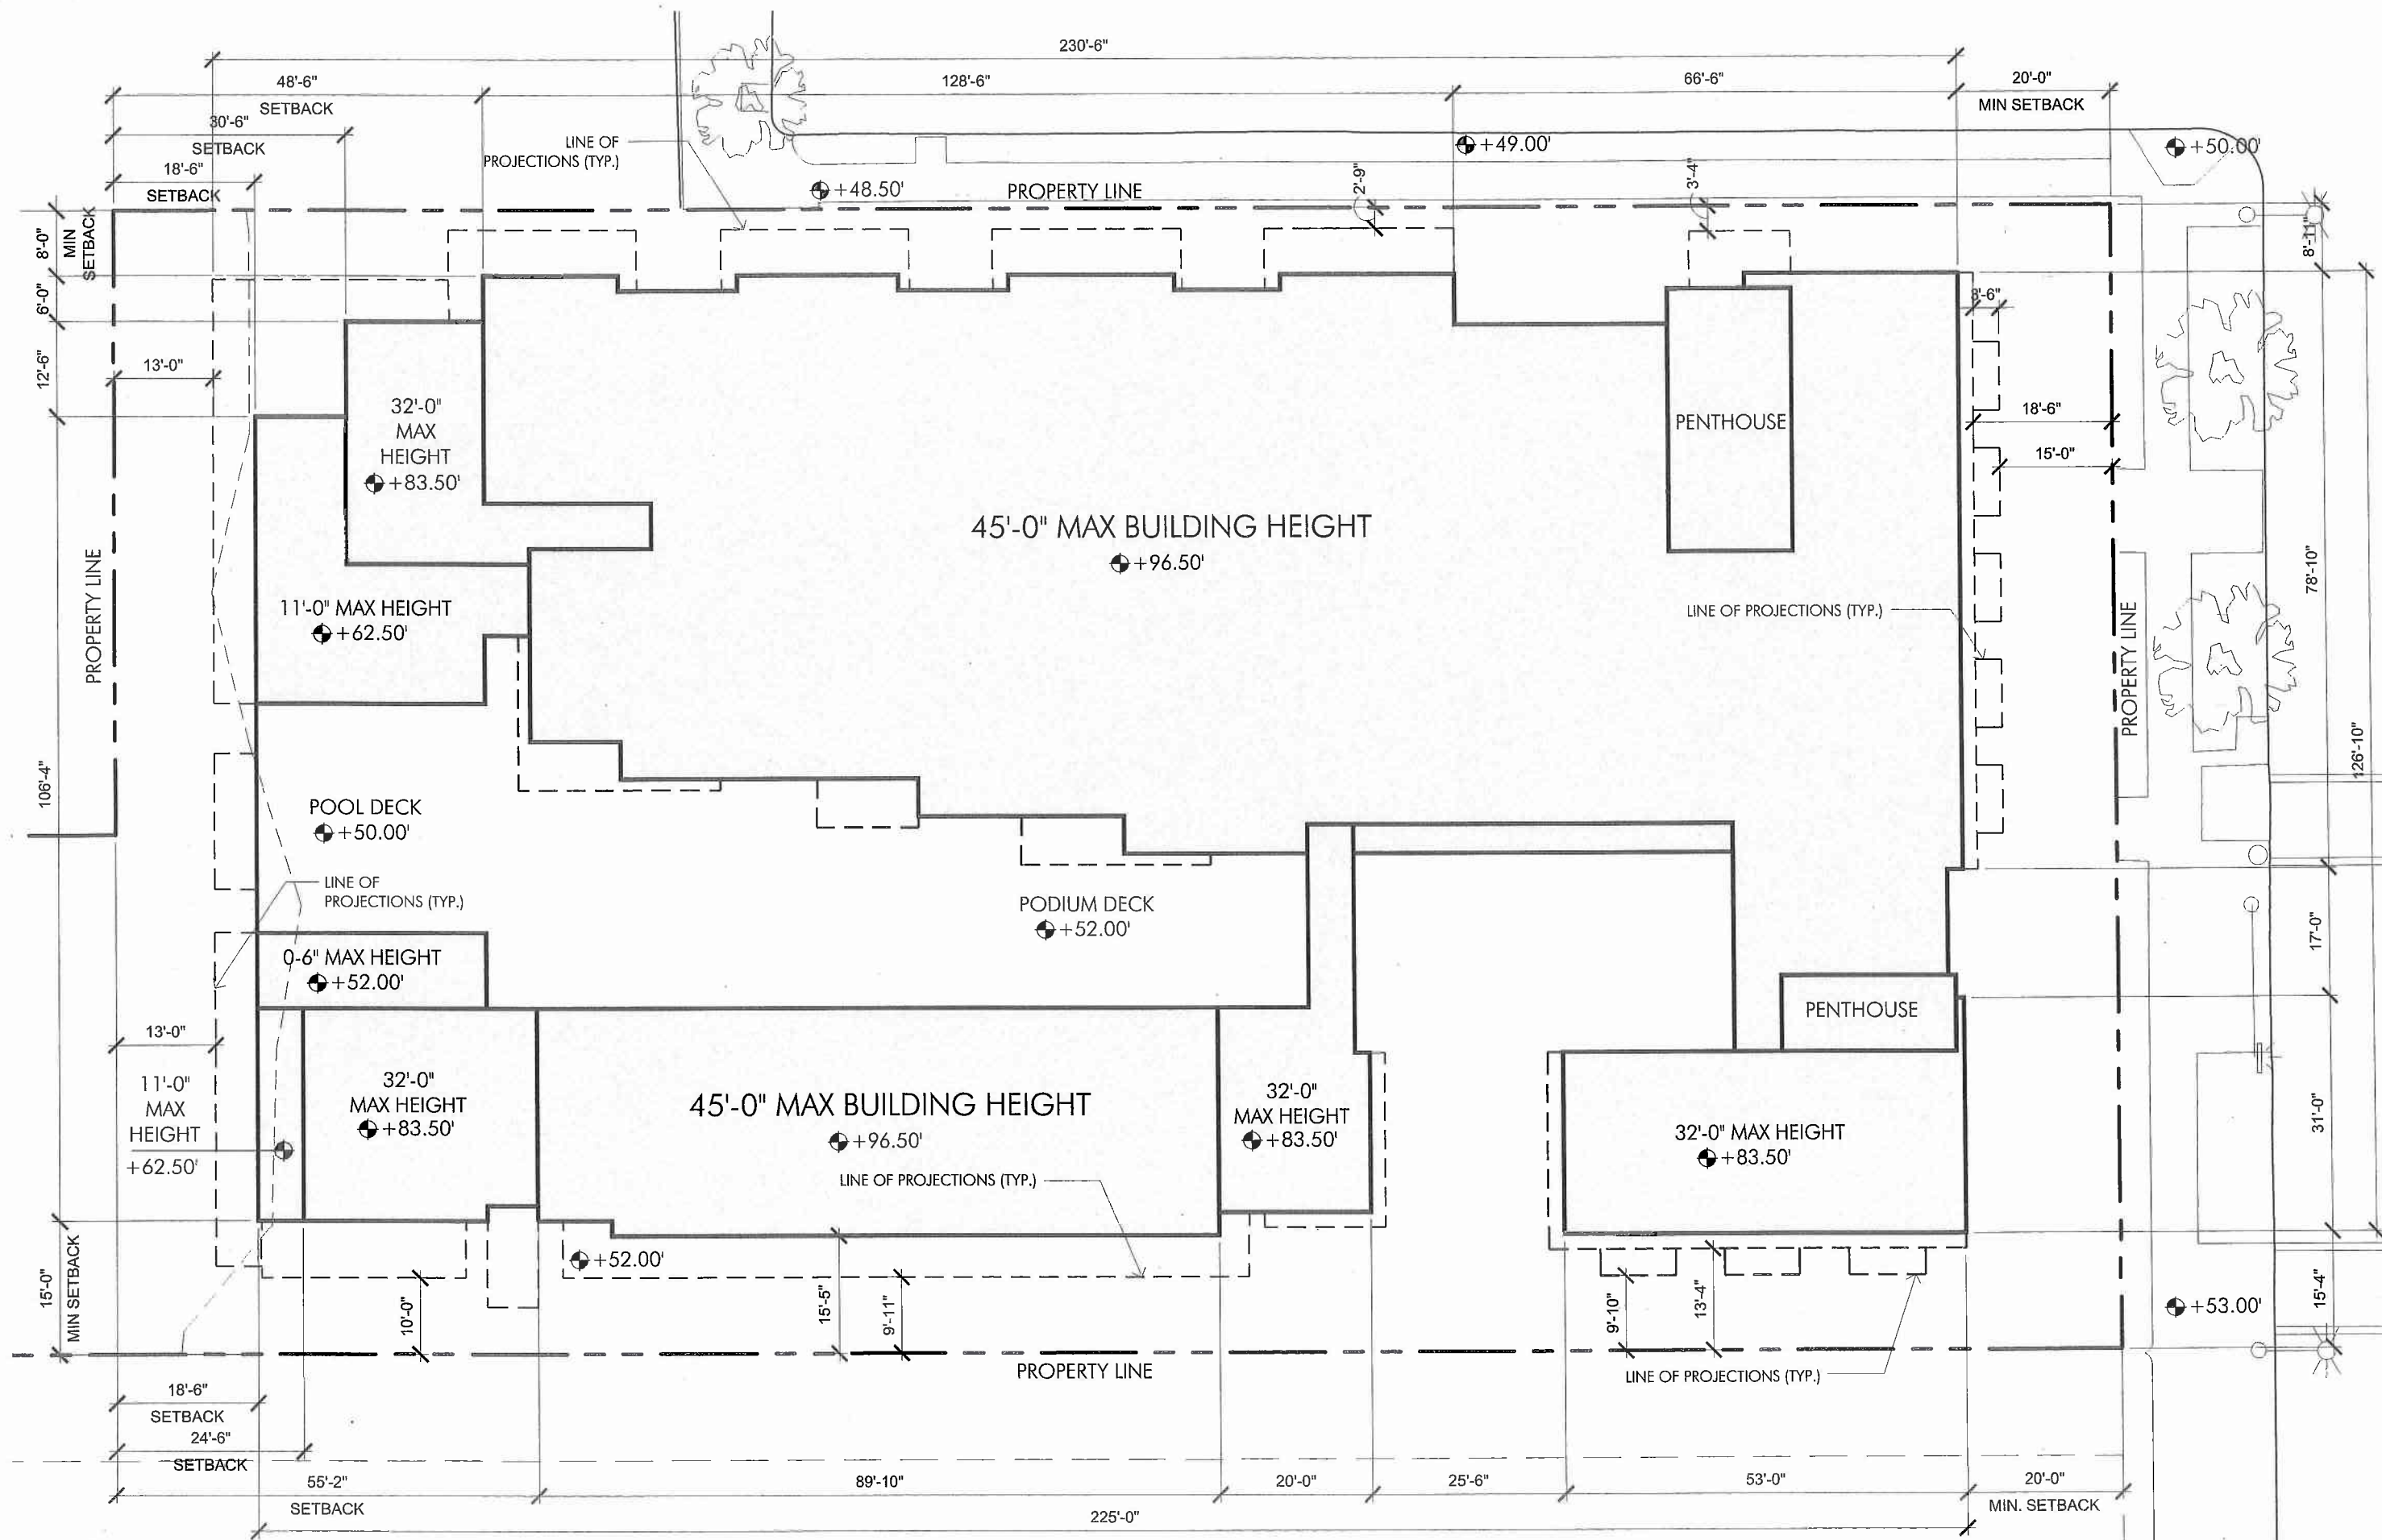 230'-6"
48'-6"
SETBACK
128'-6"
66'-6"
20'-0"
MIN SETBACK
30'-6"
SETBACK
18'-6"
SETBACK
LINE OF
PROJECTIONS (TYP.)
+49.00'
+50.00'
+48.50'
PROPERTY LINE
2'-9"
3'-4"
8'-0"
MIN
SETBACK
6'-0"
12'-6"
8'-11"
13'-0"
32'-0"
MAX
HEIGHT
+83.50'
PENTHOUSE
18'-6"
15'-0"
45'-0" MAX BUILDING HEIGHT
+96.50'
PROPERTY LINE
11'-0" MAX HEIGHT
+62.50'
LINE OF PROJECTIONS (TYP.)
PROPERTY LINE
78'-10"
126'-10"
106'-4"
POOL DECK
+50.00'
LINE OF
PROJECTIONS (TYP.)
PODIUM DECK
+52.00'
17'-0"
0-6" MAX HEIGHT
+52.00'
PENTHOUSE
13'-0"
11'-0"
MAX
HEIGHT
+62.50'
32'-0"
MAX HEIGHT
+83.50'
45'-0" MAX BUILDING HEIGHT
+96.50'
LINE OF PROJECTIONS (TYP.)
32'-0"
MAX HEIGHT
+83.50'
32'-0" MAX HEIGHT
+83.50'
31'-0"
+52.00'
15'-0"
MIN SETBACK
10'-0"
15'-5"
9'-11"
9'-10"
13'-4"
+53.00'
15'-4"
PROPERTY LINE
LINE OF PROJECTIONS (TYP.)
18'-6"
SETBACK
24'-6"
SETBACK
55'-2"
SETBACK
89'-10"
20'-0"
25'-6"
53'-0"
20'-0"
MIN. SETBACK
225'-0"